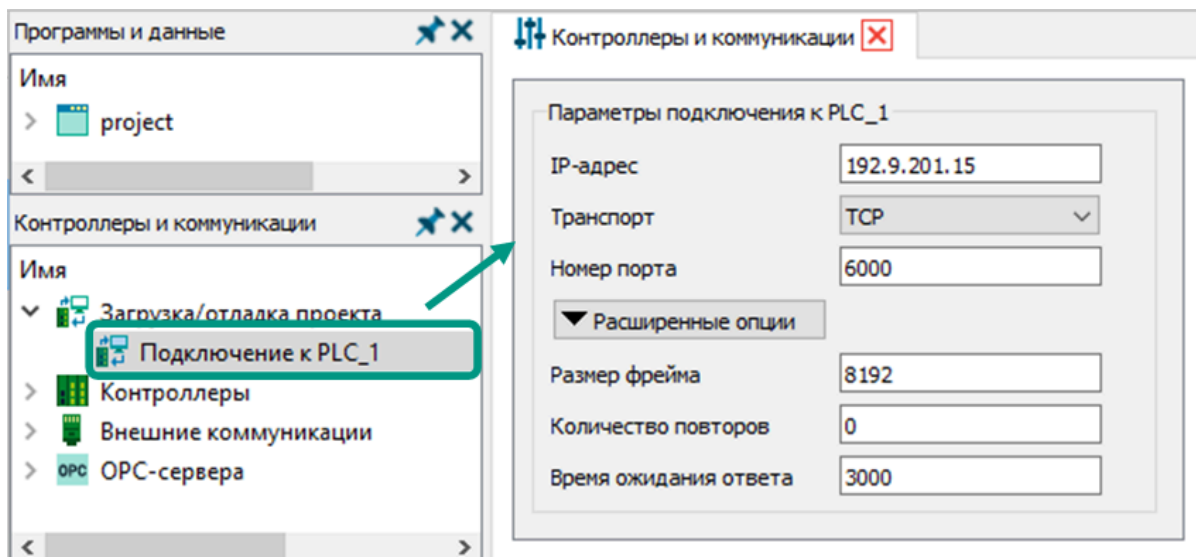 Программы и данные
Имя
project
Контроллеры и коммуникации
Имя
Загрузка/отладка проекта
Подключение к PLC_1
Контроллеры
Внешние коммуникации
OPC OPC-сервера
Контроллеры и коммуникации
Параметры подключения к PLC_1
IP-адрес 192.9.201.15
Транспорт TCP
Номер порта 6000
Расширенные опции
Размер фрейма 8192
Количество повторов 0
Время ожидания ответа 3000